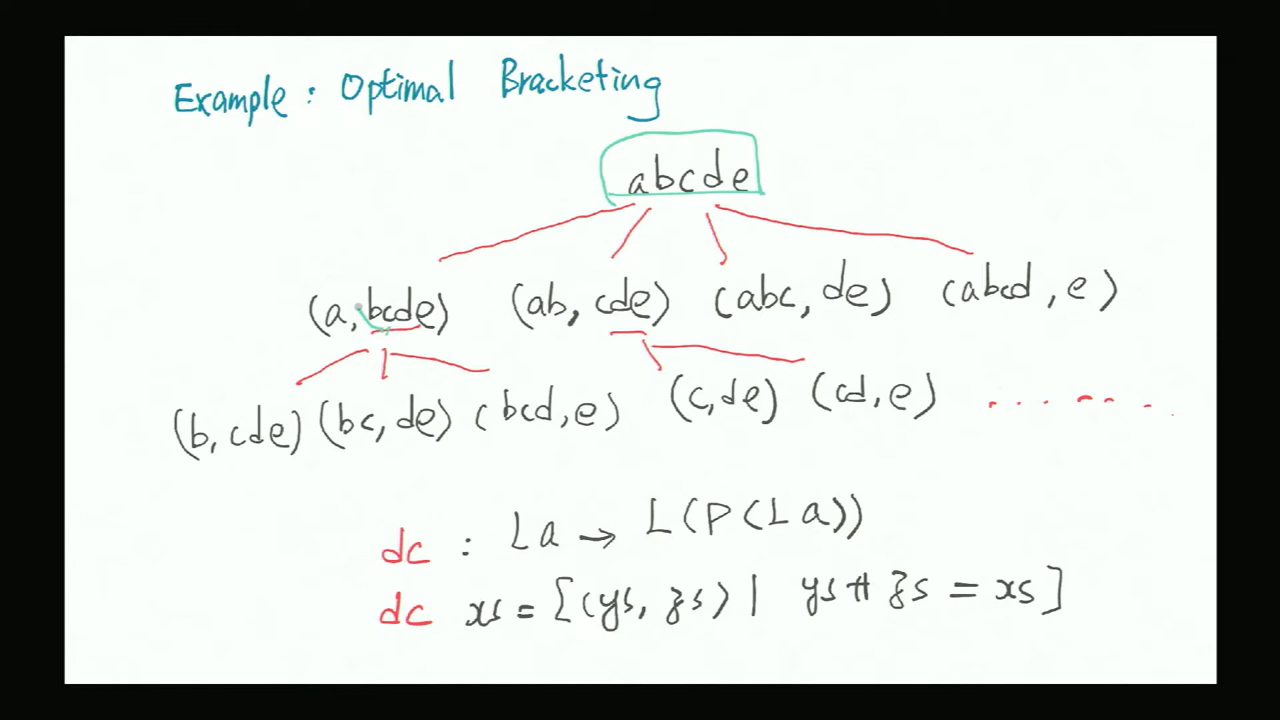 Example : Optimal Bracketing
abcde
(a, bcde) (ab, cde) (abc, de) (abcd, e)
(b, cde) (bc, de) (bcd, e) (c, de) (cd, e) ......
dc : L a → L (P (L a))
dc xs = [(ys, zs) | ys ⧺ zs = xs]